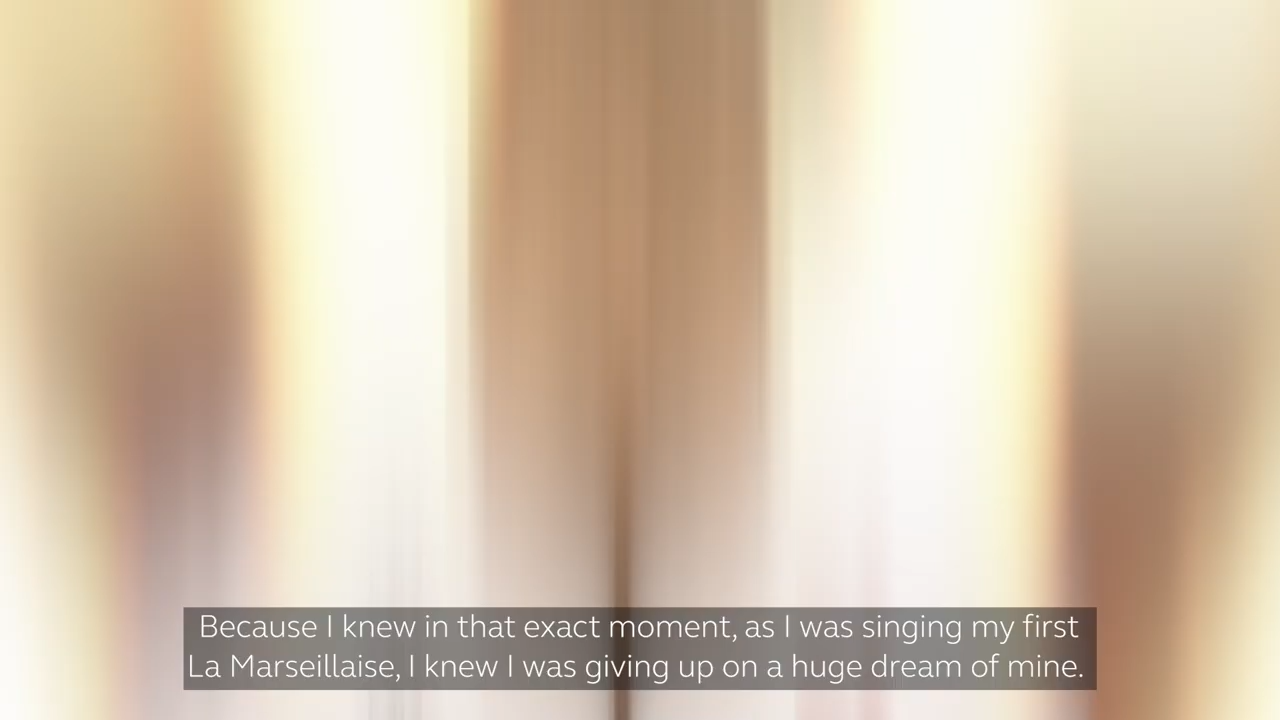 Because I knew in that exact moment, as I was singing my first
La Marseillaise, I knew I was giving up on a huge dream of mine.